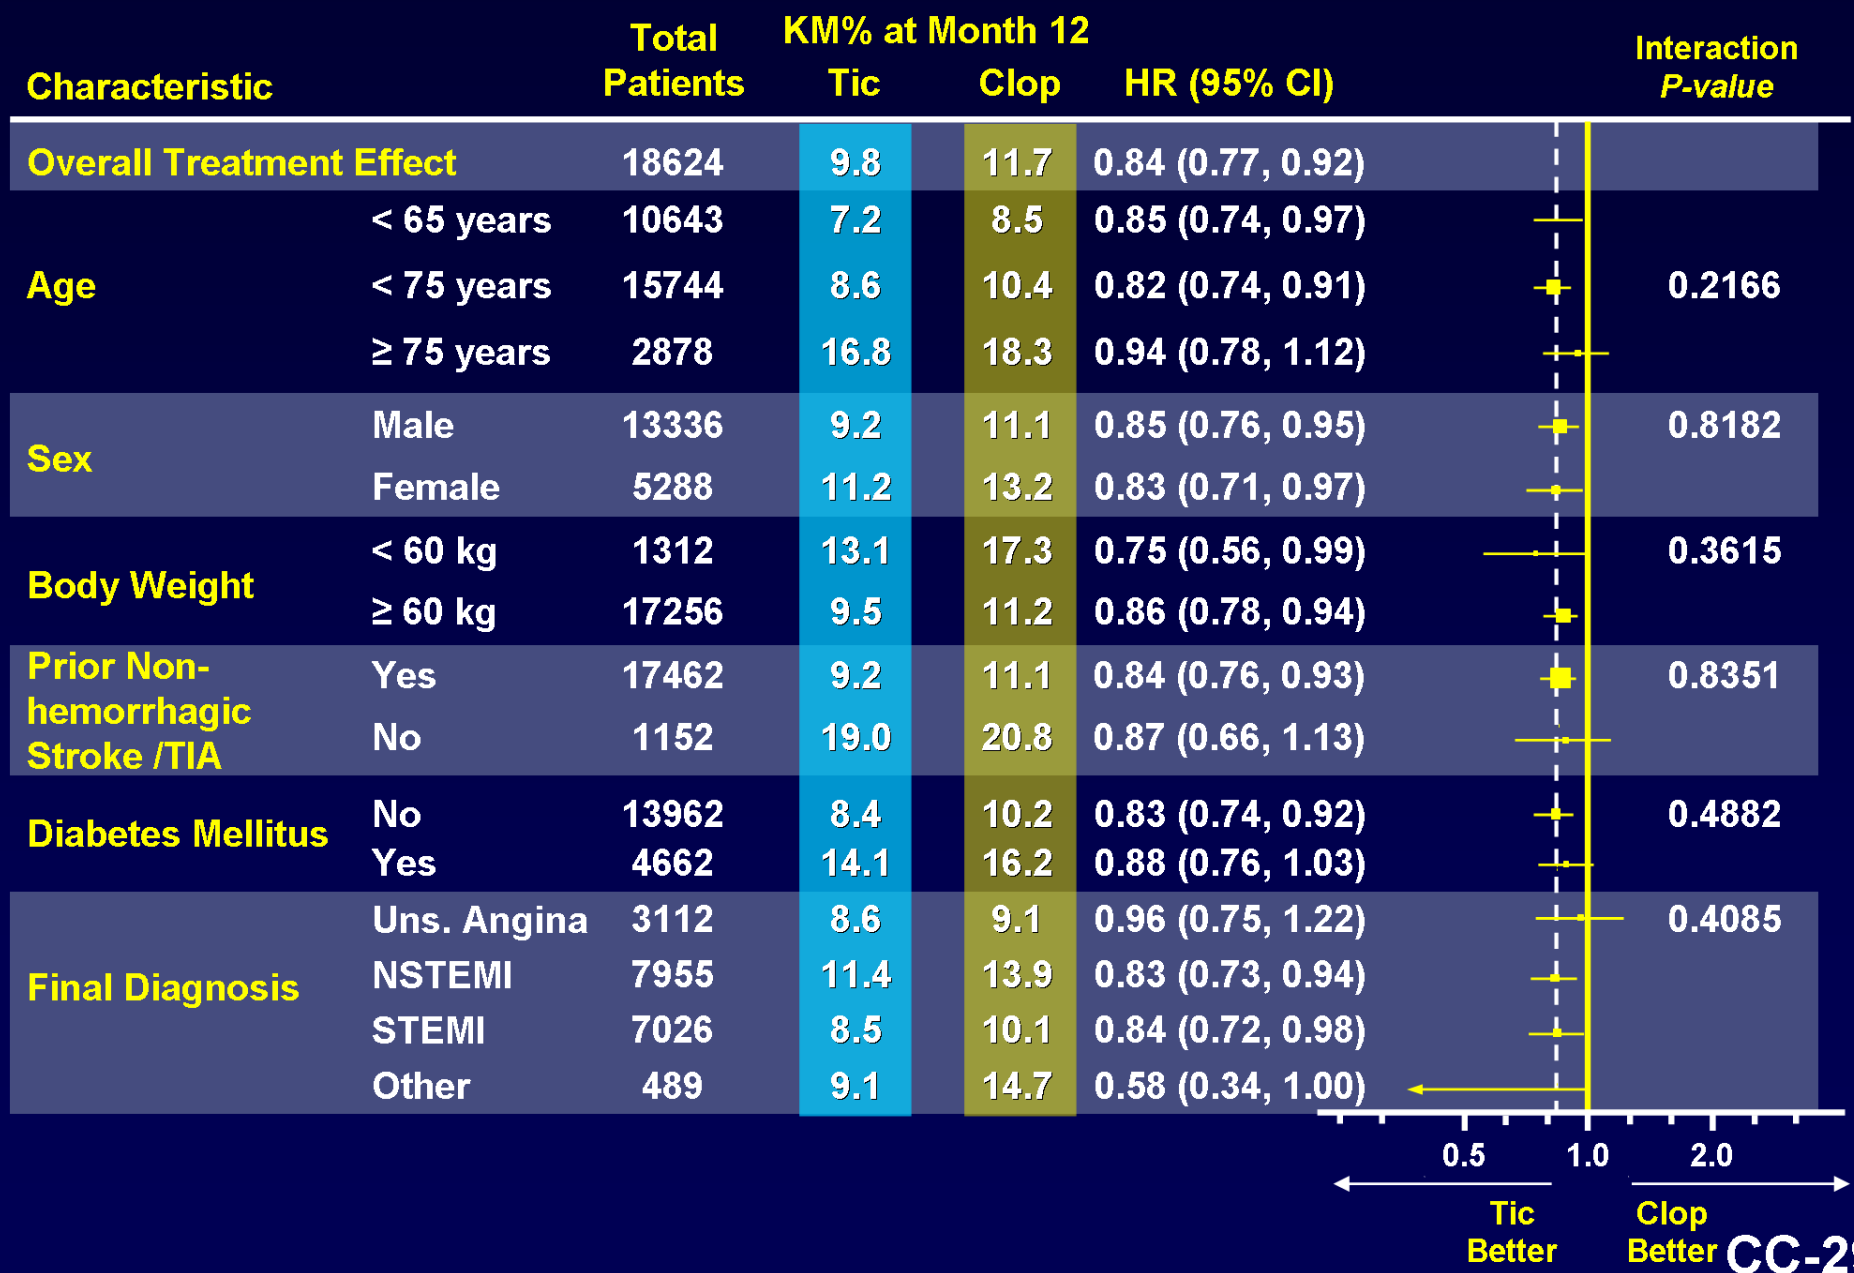 Characteristic Total Patients KM% at Month 12 Tic Clop HR (95% CI) Interaction P-value
Overall Treatment Effect 18624 9.8 11.7 0.84 (0.77, 0.92)
Age
< 65 years 10643 7.2 8.5 0.85 (0.74, 0.97)
< 75 years 15744 8.6 10.4 0.82 (0.74, 0.91) 0.2166
≥ 75 years 2878 16.8 18.3 0.94 (0.78, 1.12)
Sex
Male 13336 9.2 11.1 0.85 (0.76, 0.95) 0.8182
Female 5288 11.2 13.2 0.83 (0.71, 0.97)
Body Weight
< 60 kg 1312 13.1 17.3 0.75 (0.56, 0.99) 0.3615
≥ 60 kg 17256 9.5 11.2 0.86 (0.78, 0.94)
Prior Non-
hemorrhagic
Stroke /TIA
Yes 17462 9.2 11.1 0.84 (0.76, 0.93) 0.8351
No 1152 19.0 20.8 0.87 (0.66, 1.13)
Diabetes Mellitus
No 13962 8.4 10.2 0.83 (0.74, 0.92) 0.4882
Yes 4662 14.1 16.2 0.88 (0.76, 1.03)
Final Diagnosis
Uns. Angina 3112 8.6 9.1 0.96 (0.75, 1.22) 0.4085
NSTEMI 7955 11.4 13.9 0.83 (0.73, 0.94)
STEMI 7026 8.5 10.1 0.84 (0.72, 0.98)
Other 489 9.1 14.7 0.58 (0.34, 1.00)
0.5 1.0 2.0
Tic Better
Clop Better
CC-29